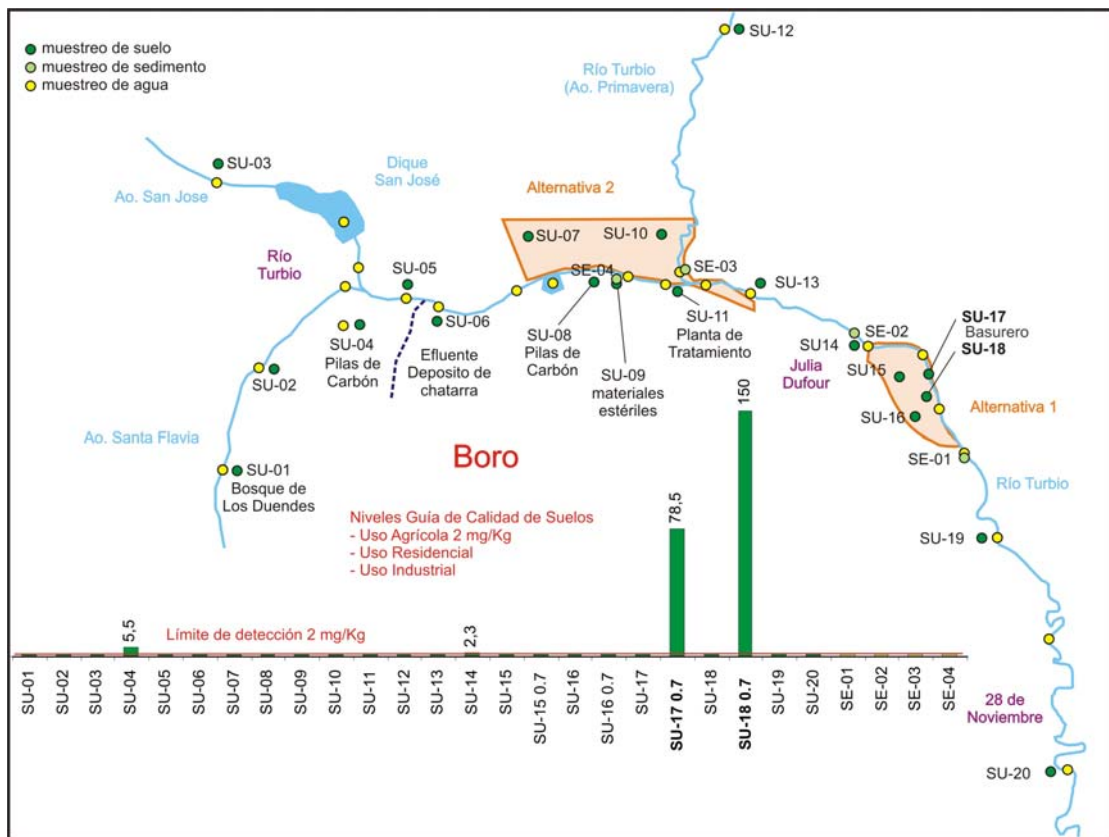 muestreo de suelo
muestreo de sedimento
muestreo de agua
SU-12
Río Turbio
(Ao. Primavera)
SU-03
Ao. San Jose
Dique
San José
Alternativa 2
SU-07
SU-10
Río
Turbio
SU-05
SE-04
SE-03
SU-13
SU-06
SU-04
Pilas de
Carbón
Efluente
Deposito de
chatarra
SU-08
Pilas de
Carbón
SU-09
materiales
estériles
SU-11
Planta de
Tratamiento
SE-02
SU14
SU-17
Basurero
SU-18
Julia
Dufour
SU15
SU-16
Alternativa 1
SU-02
Ao. Santa Flavia
SU-01
Bosque de
Los Duendes
SE-01
Río Turbio
SU-19
Boro
Niveles Guía de Calidad de Suelos
- Uso Agrícola 2 mg/Kg
- Uso Residencial
- Uso Industrial
Límite de detección 2 mg/Kg
5,5
2,3
78,5
150
SU-01
SU-02
SU-03
SU-04
SU-05
SU-06
SU-07
SU-08
SU-09
SU-10
SU-11
SU-12
SU-13
SU-14
SU-15
SU-15 0.7
SU-16
SU-16 0.7
SU-17
SU-17 0.7
SU-18
SU-18 0.7
SU-19
SU-20
SE-01
SE-02
SE-03
SE-04
28 de
Noviembre
SU-20